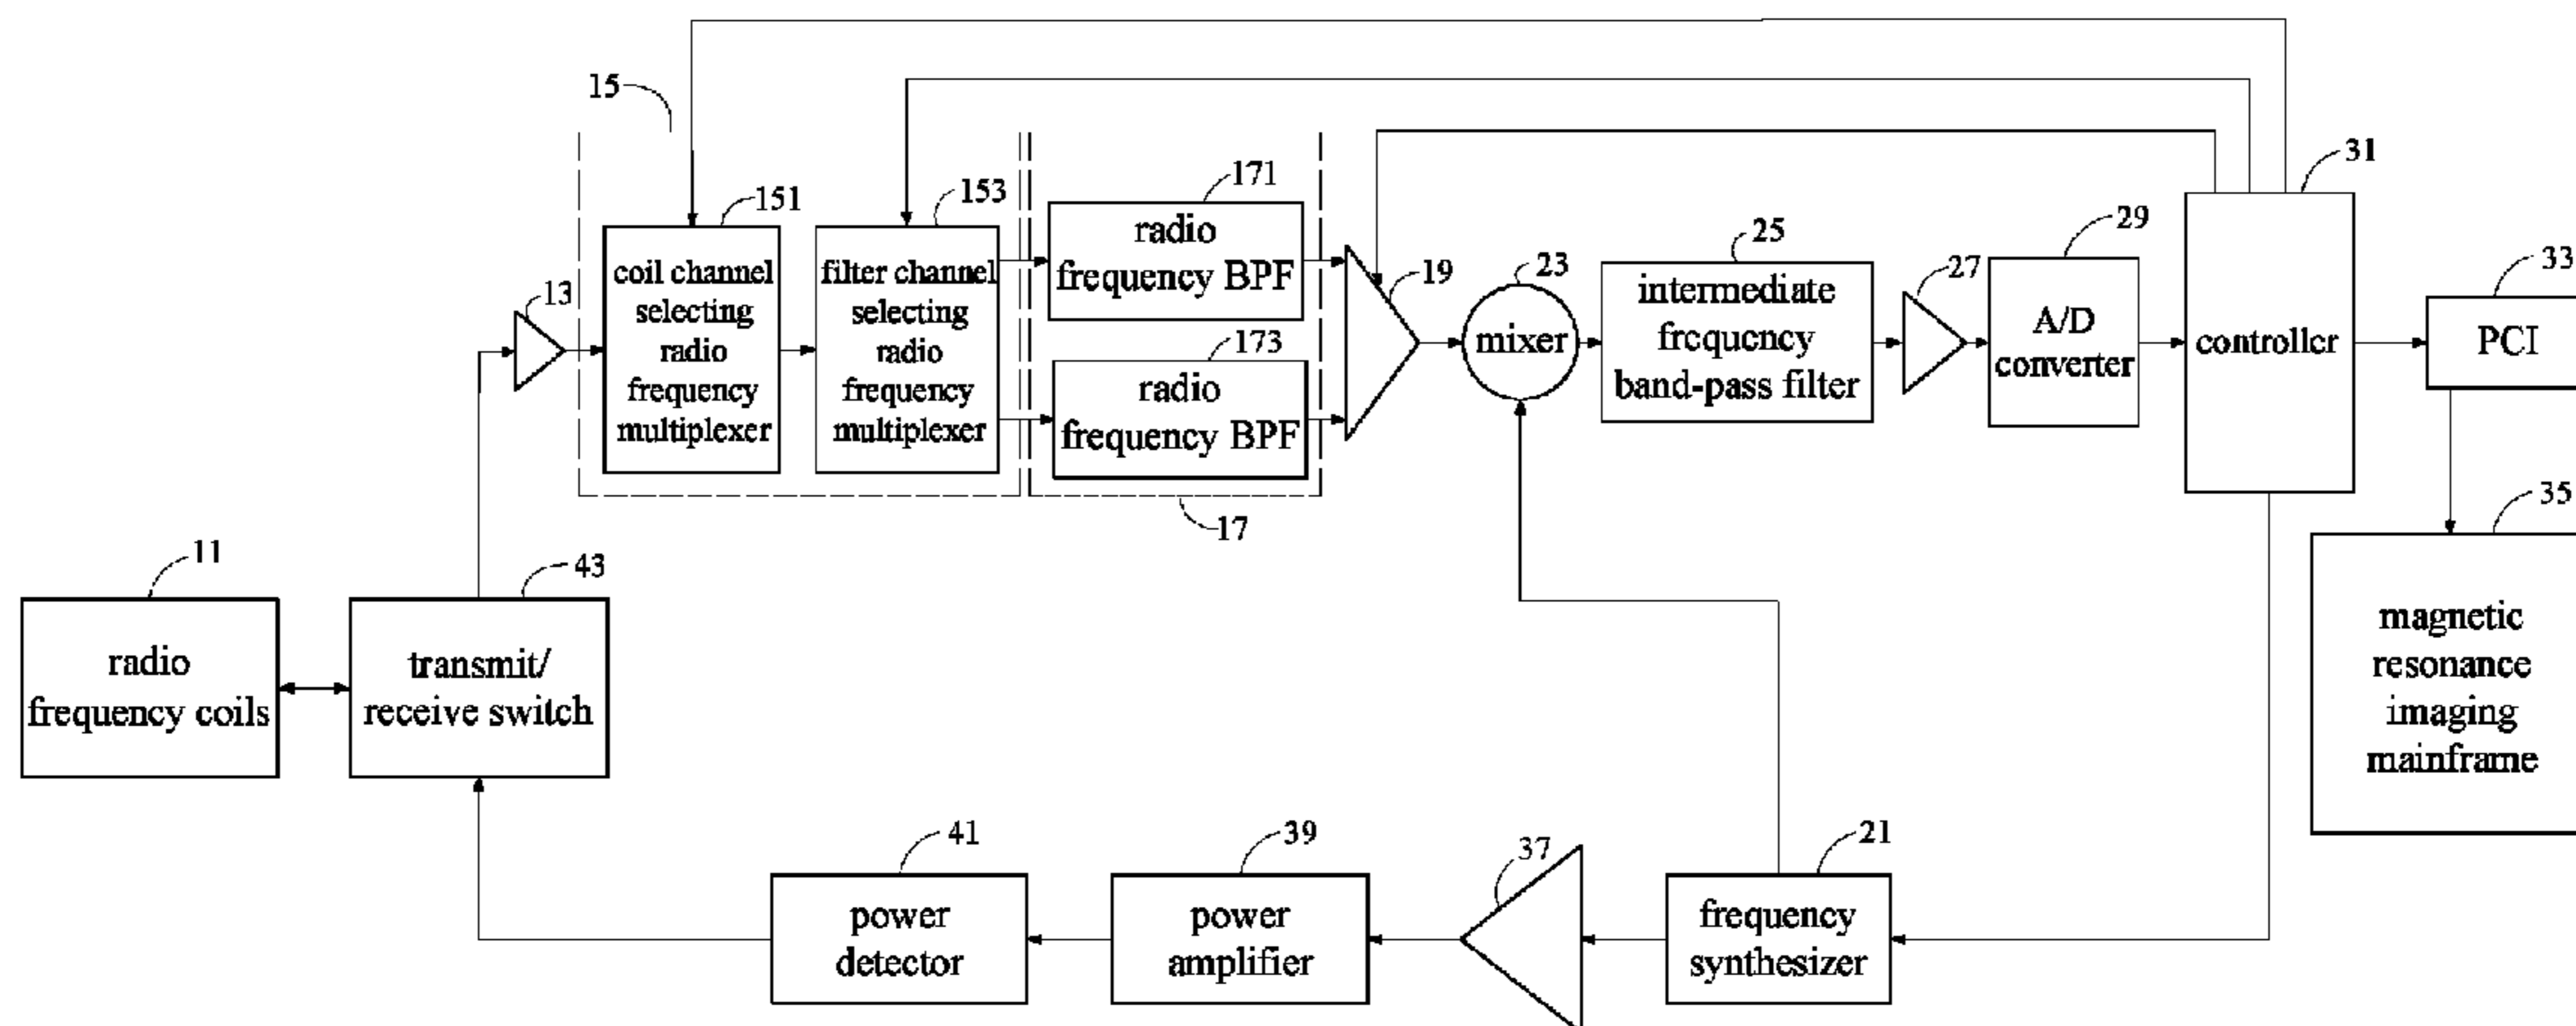 15
31
171
151
153
29
25
33
radio
frequency BPF
27
19
23
13
coil channel
selecting
radio
frequency
multiplexer
filter channel
selecting
radio
frequency
multiplexer
intermediate
frequency
band-pass filter
A/D
converter
mixer
controller
PCI
173
radio
frequency BPF
35
17
11
43
radio
frequency coils
transmit/
receive switch
magnetic
resonance
imaging
mainframe
41
39
37
21
power
detector
power
amplifier
frequency
synthesizer